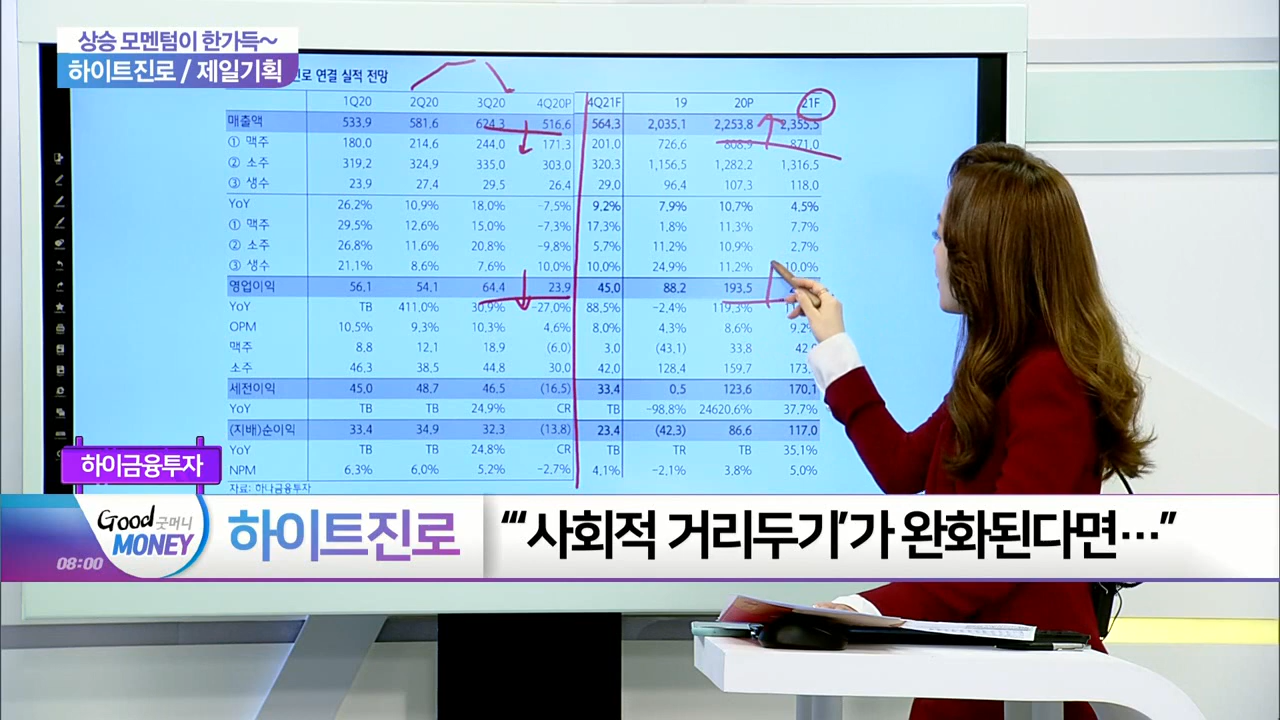 상승 모멘텀이 한가득~
하이트진로 / 제일기획
진로 연결 실적 전망
1Q20 2Q20 3Q20 4Q20P 4Q21F 19 20P 21F
매출액 533.9 581.6 624.3 516.6 564.3 2,035.1 2,253.8 2,355.5
① 맥주 180.0 214.6 244.0 171.3 201.0 726.6 808.9 871.0
② 소주 319.2 324.9 335.0 303.0 320.3 1,156.5 1,282.2 1,316.5
③ 생수 23.9 27.4 29.5 26.4 29.0 96.4 107.3 118.0
YoY 26.2% 10.9% 18.0% -7.5% 9.2% 7.9% 10.7% 4.5%
① 맥주 29.5% 12.6% 15.0% -7.3% 17.3% 1.8% 11.3% 7.7%
② 소주 26.8% 11.6% 20.8% -9.8% 5.7% 11.2% 10.9% 2.7%
③ 생수 21.1% 8.6% 7.6% 10.0% 10.0% 24.9% 11.2% 10.0%
영업이익 56.1 54.1 64.4 23.9 45.0 88.2 193.5
YoY TB 411.0% 30.9% -27.0% 88.5% -2.4% 119.3%
OPM 10.5% 9.3% 10.3% 4.6% 8.0% 4.3% 8.6% 9.2%
맥주 8.8 12.1 18.9 (6.0) 3.0 (43.1) 33.8 42.0
소주 46.3 38.5 44.8 30.0 42.0 128.4 159.7 173.
세전이익 45.0 48.7 46.5 (16.5) 33.4 0.5 123.6 170.1
YoY TB TB 24.9% CR TB -98.8% 24620.6% 37.7%
(지배)순이익 33.4 34.9 32.3 (13.8) 23.4 (42.3) 86.6 117.0
YoY TB TB 24.8% CR TB TR TB 35.1%
NPM 6.3% 6.0% 5.2% -2.7% 4.1% -2.1% 3.8% 5.0%
자료: 하나금융투자
하이금융투자
Good 굿머니
MONEY
08:00
하이트진로
“‘사회적 거리두기’가 완화된다면…”